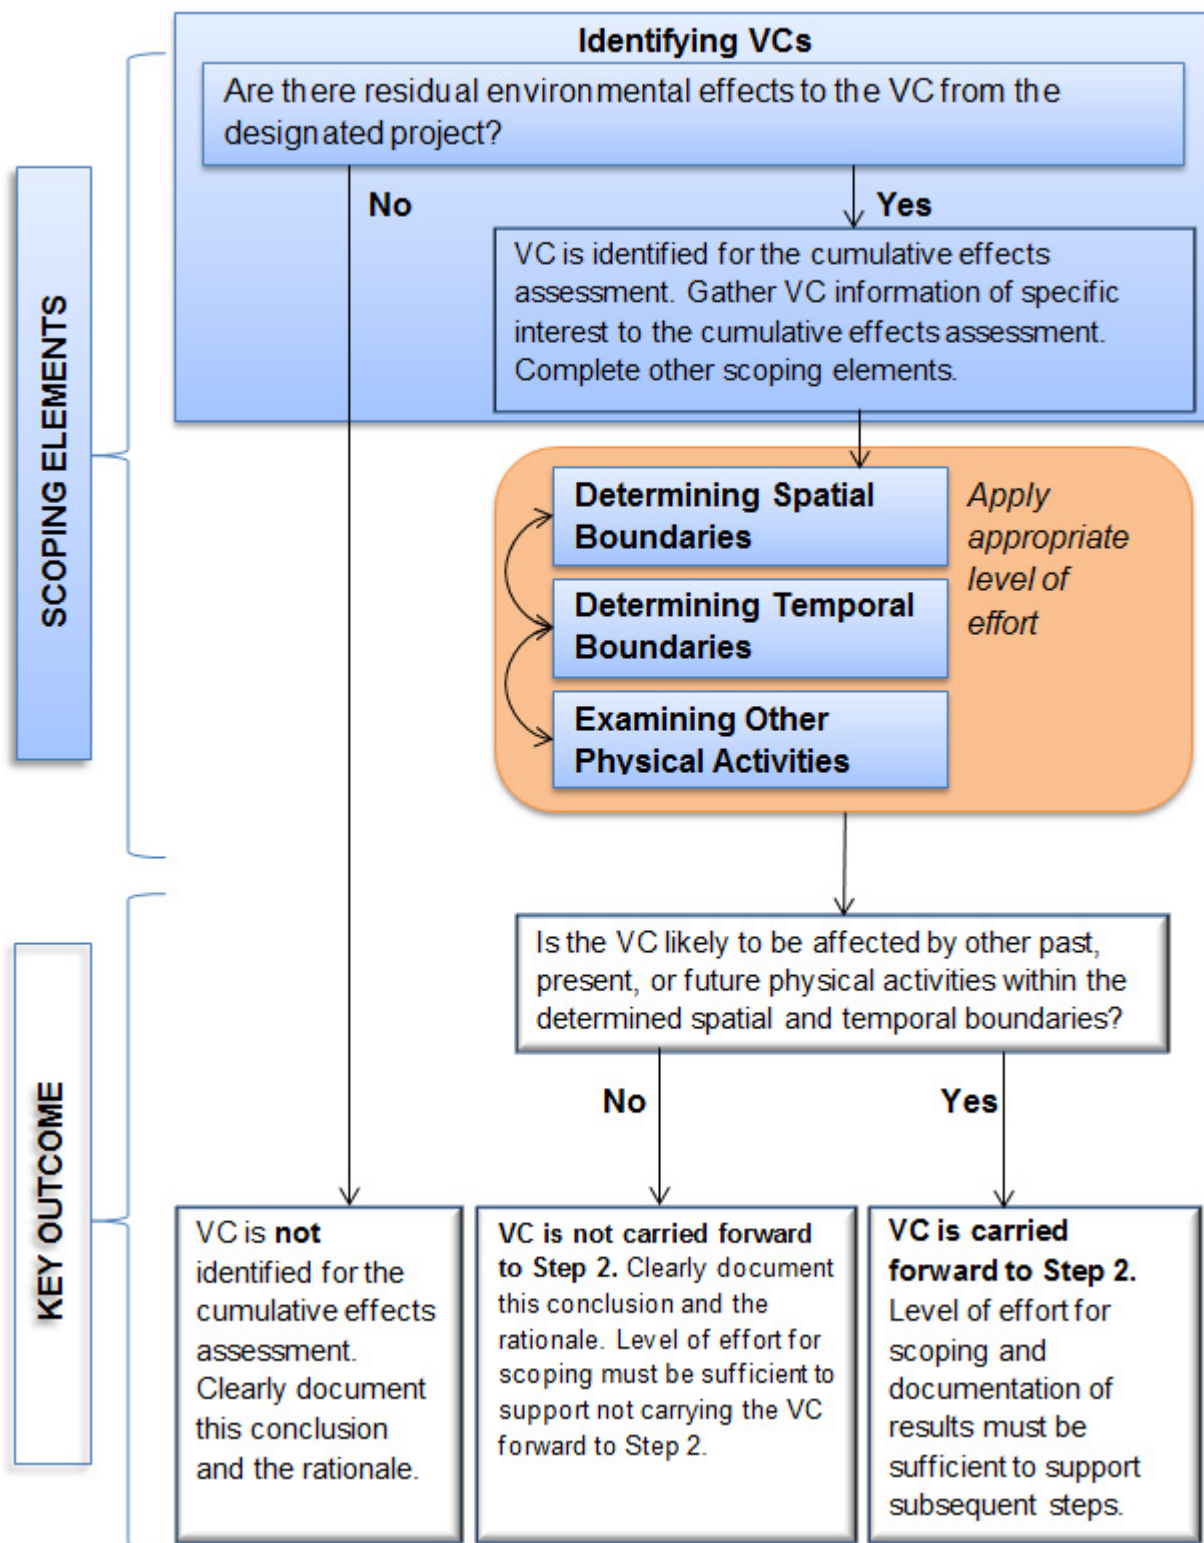 Identifying VCs
Are there residual environmental effects to the VC from the
designated project?
No
Yes
VC is identified for the cumulative effects
assessment. Gather VC information of specific
interest to the cumulative effects assessment.
Complete other scoping elements.
SCOPING ELEMENTS
Determining Spatial
Boundaries
Determining Temporal
Boundaries
Examining Other
Physical Activities
Apply
appropriate
level of
effort
KEY OUTCOME
Is the VC likely to be affected by other past,
present, or future physical activities within the
determined spatial and temporal boundaries?
No
Yes
VC is not
identified for the
cumulative effects
assessment.
Clearly document
this conclusion
and the rationale.
VC is not carried forward
to Step 2. Clearly document
this conclusion and the
rationale. Level of effort for
scoping must be sufficient to
support not carrying the VC
forward to Step 2.
VC is carried
forward to Step 2.
Level of effort for
scoping and
documentation of
results must be
sufficient to support
subsequent steps.